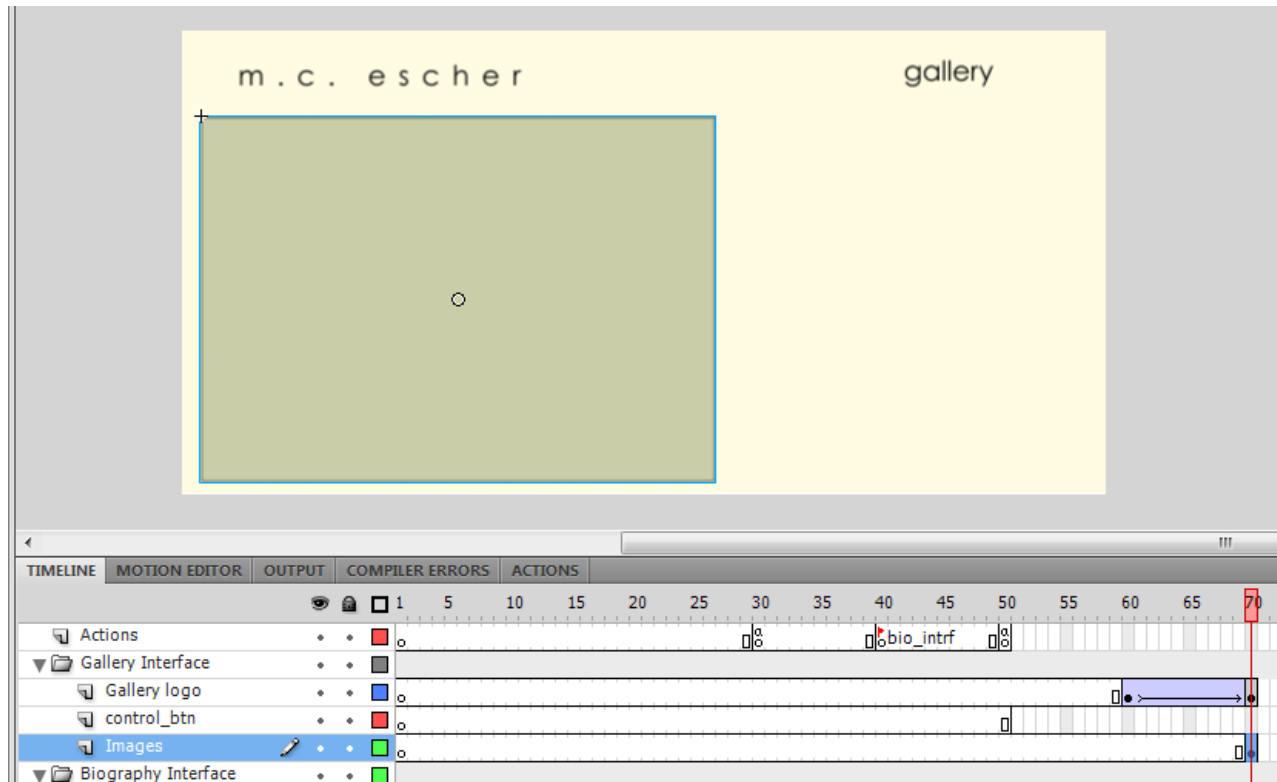 m.c. escher gallery
TIMELINE MOTION EDITOR OUTPUT COMPILER ERRORS ACTIONS
1 5 10 15 20 25 30 35 40 45 50 55 60 65 70
Actions bio_intrf
Gallery Interface
Gallery logo
control_btn
Images
Biography Interface